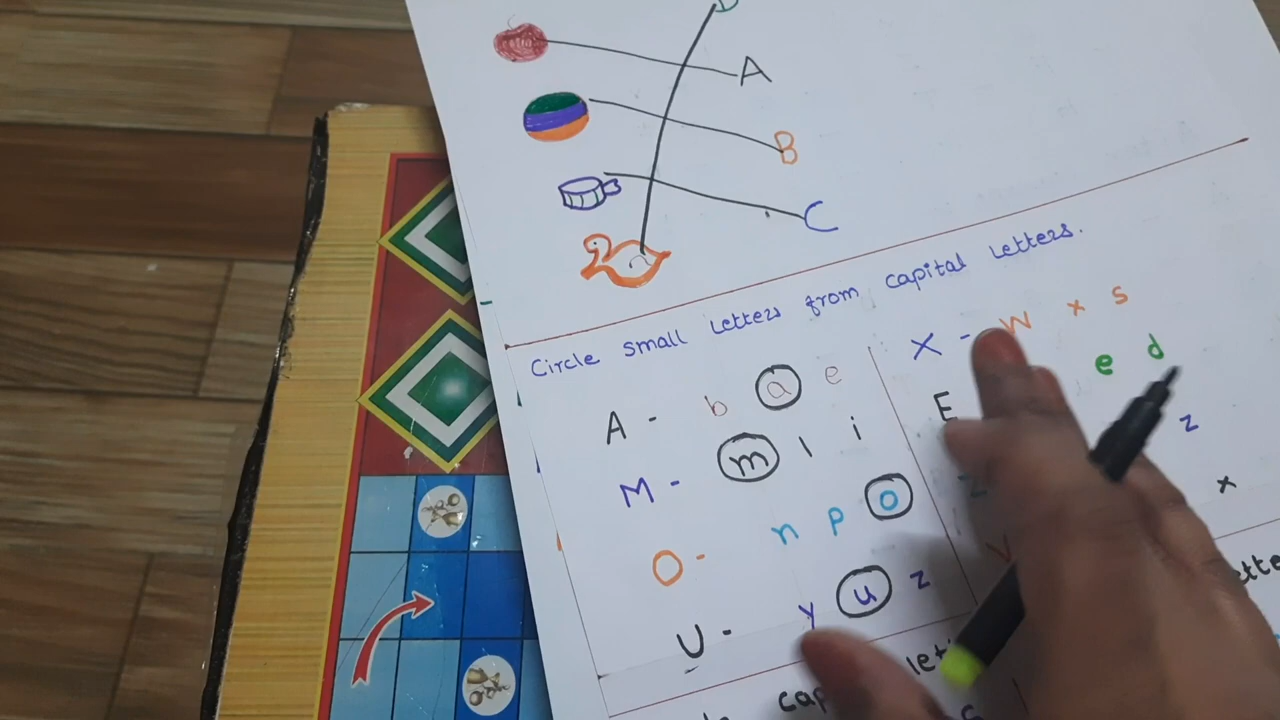 D
A
B
C
Circle small letters from capital letters.
A - b a e
M - m l i
O - n p o
U - y u z
X - w x s
E e d
z
x